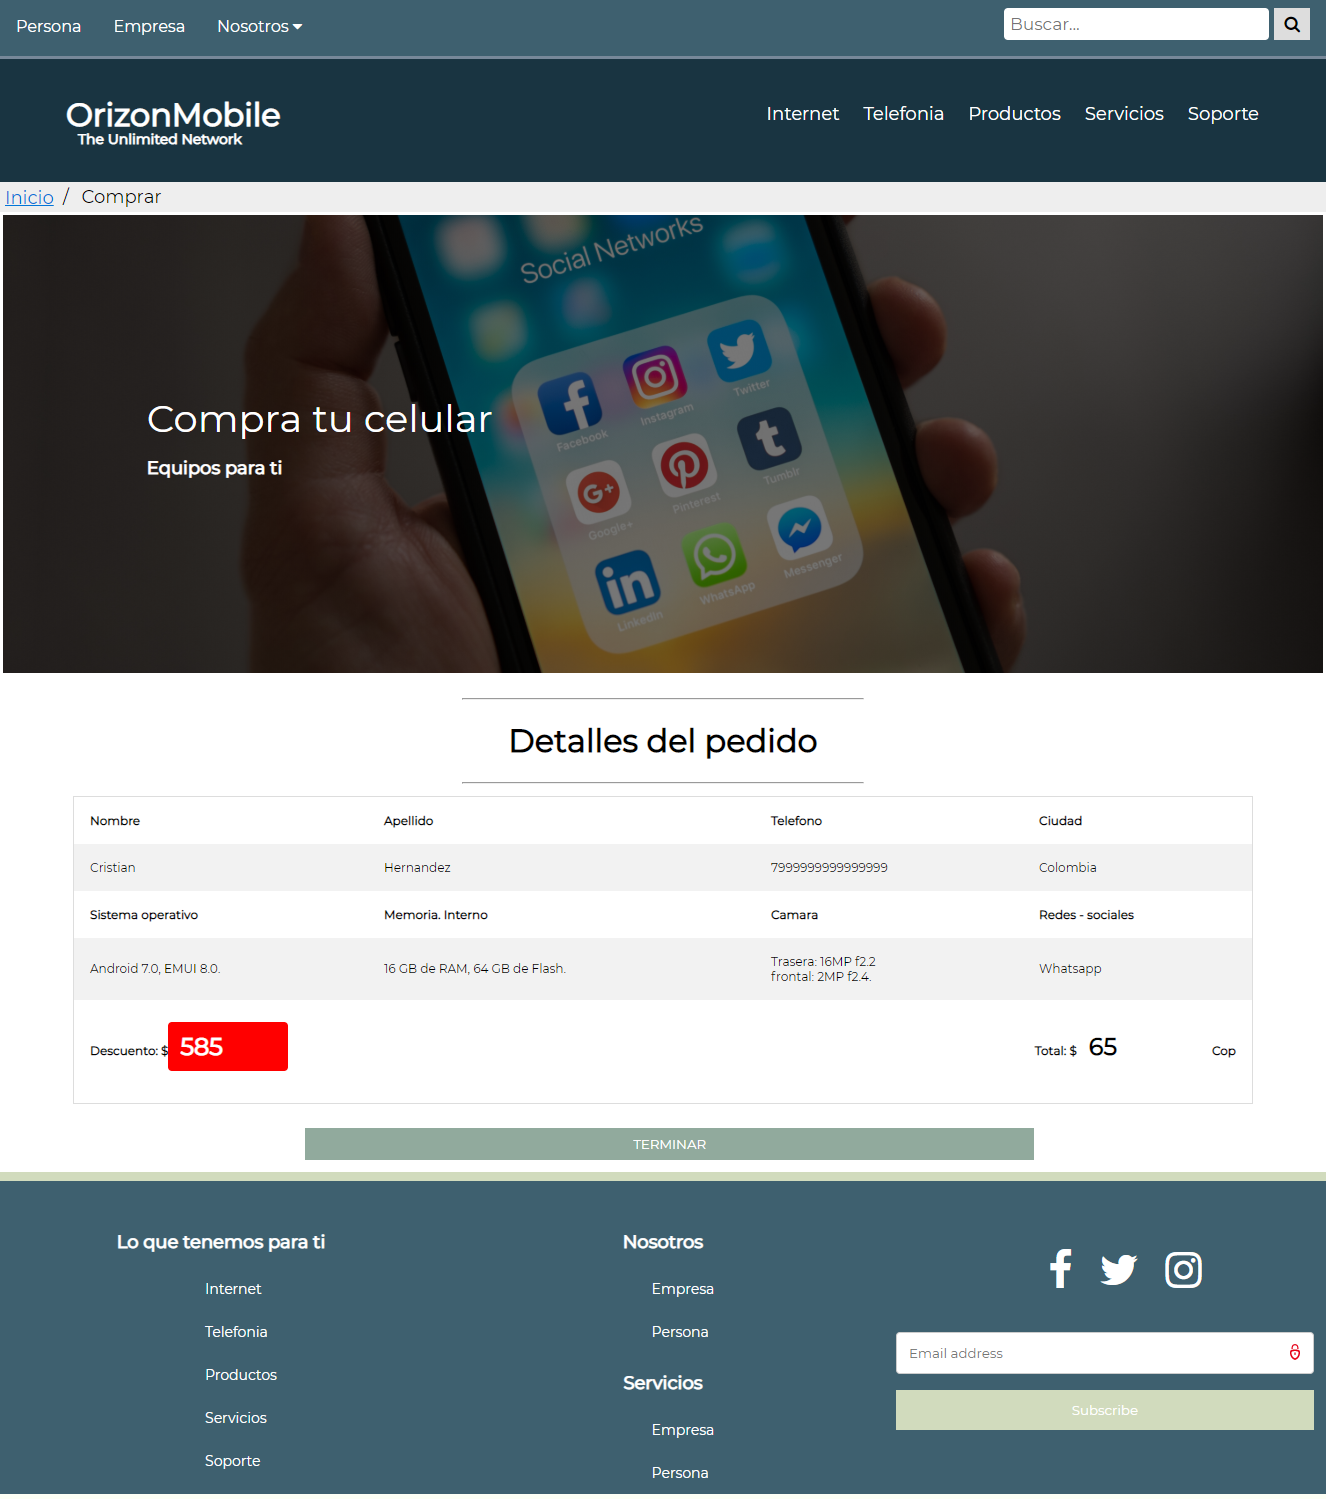 Persona Empresa Nosotros
Buscar...
OrizonMobile
The Unlimited Network
Internet Telefonia Productos Servicios Soporte
Inicio / Comprar
Social Networks
Facebook Instagram Twitter
Google+ Pinterest Tumblr
LinkedIn WhatsApp Messenger
Compra tu celular
Equipos para ti
Detalles del pedido
Nombre Apellido Telefono Ciudad
Cristian Hernandez 7999999999999999 Colombia
Sistema operativo Memoria. Interno Camara Redes - sociales
Android 7.0, EMUI 8.0. 16 GB de RAM, 64 GB de Flash. Trasera: 16MP f2.2 Whatsapp
frontal: 2MP f2.4.
Descuento: $ 585 Total: $ 65 Cop
TERMINAR
Lo que tenemos para ti
Internet
Telefonia
Productos
Servicios
Soporte
Nosotros
Empresa
Persona
Servicios
Empresa
Persona
Email address
Subscribe